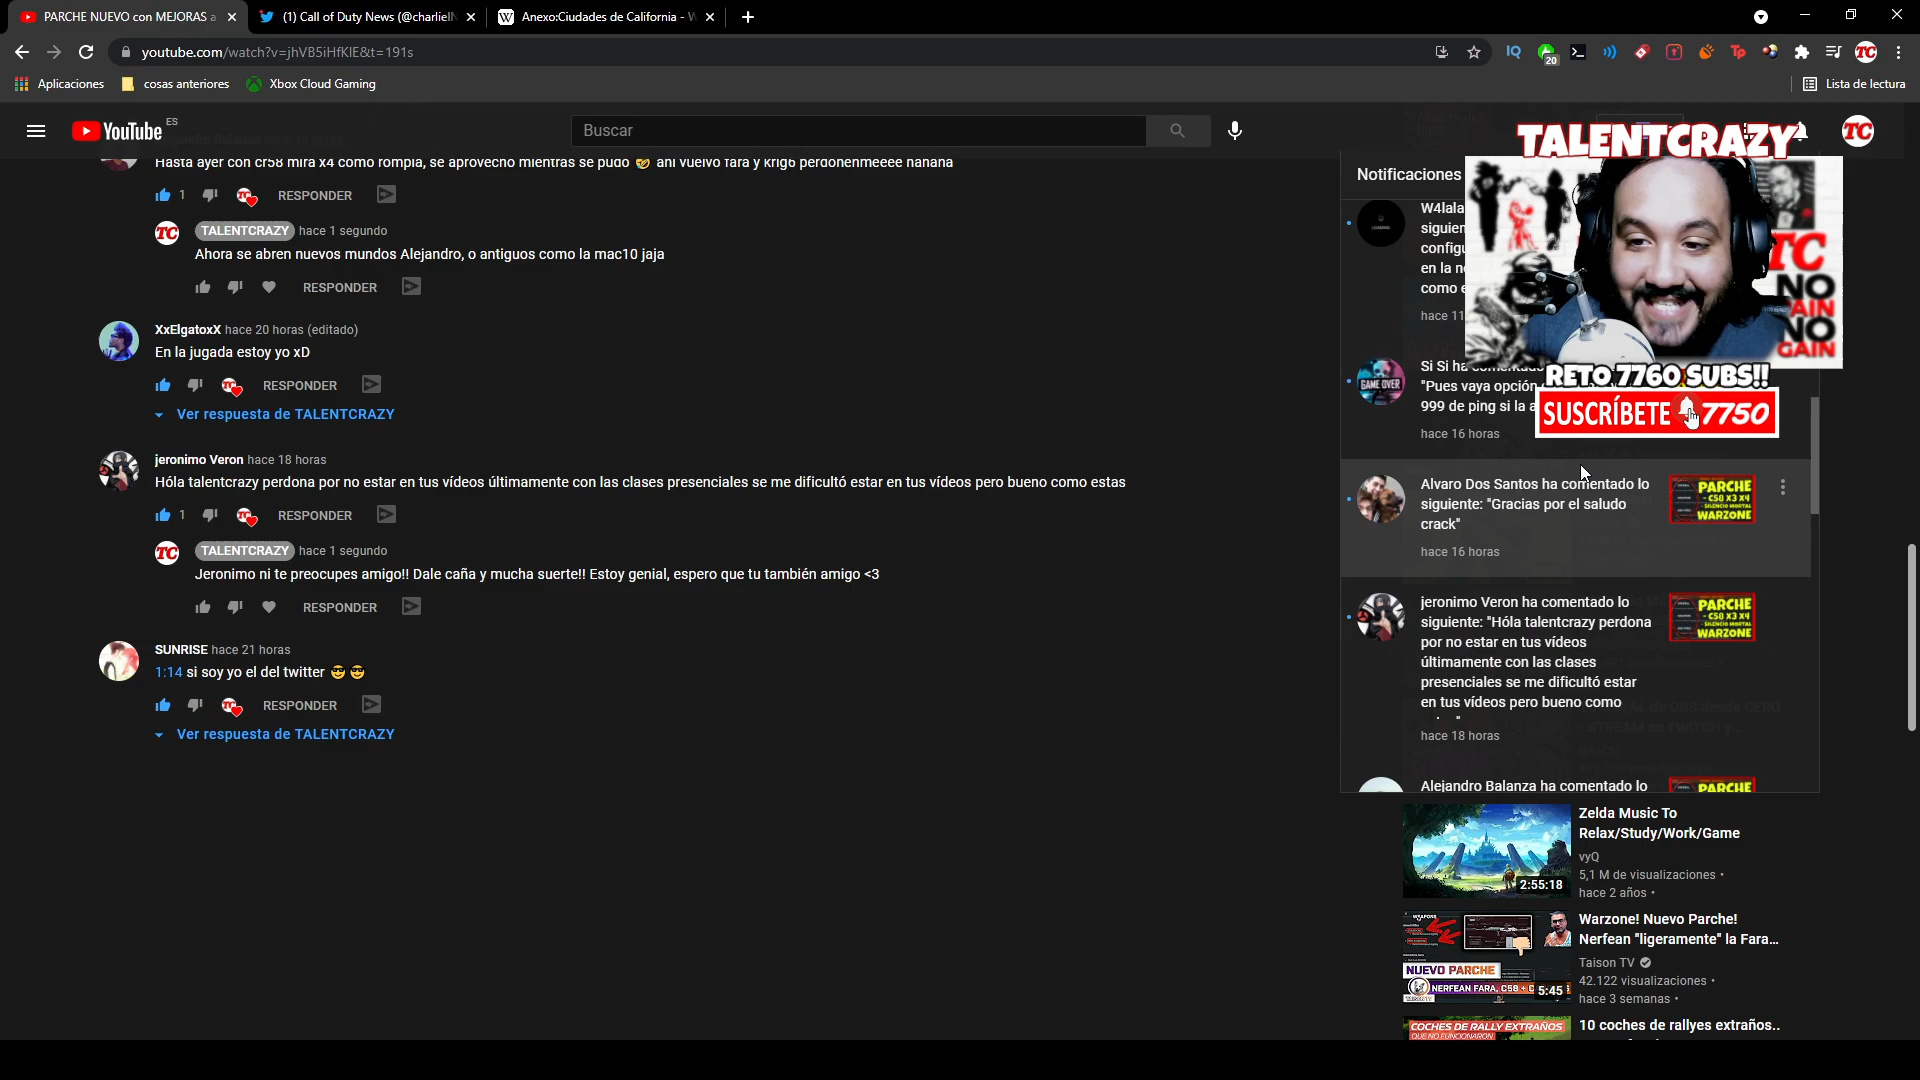 PARCHE NUEVO con MEJORAS a
(1) Call of Duty News (@charlieI
Anexo:Ciudades de California - W
youtube.com/watch?v=jhVB5iHfKIE&t=191s
20
Tp
TC
Aplicaciones
cosas anteriores
Xbox Cloud Gaming
Lista de lectura
YouTube ES
Buscar
TALENTCRAZY
TC
Hasta ayer con cr58 mira x4 como rompia, se aprovecho mientras se pudo 🤣 ahi vuelvo fara y krig6 perdonenmeeee hahaha
1 RESPONDER
TALENTCRAZY hace 1 segundo
Ahora se abren nuevos mundos Alejandro, o antiguos como la mac10 jaja
RESPONDER
XxElgatoxX hace 20 horas (editado)
En la jugada estoy yo xD
RESPONDER
Ver respuesta de TALENTCRAZY
jeronimo Veron hace 18 horas
Hóla talentcrazy perdona por no estar en tus vídeos últimamente con las clases presenciales se me dificultó estar en tus vídeos pero bueno como estas
1 RESPONDER
TALENTCRAZY hace 1 segundo
Jeronimo ni te preocupes amigo!! Dale caña y mucha suerte!! Estoy genial, espero que tu también amigo <3
RESPONDER
SUNRISE hace 21 horas
1:14 si soy yo el del twitter 😎 😎
RESPONDER
Ver respuesta de TALENTCRAZY
Notificaciones
W4lala
siguien
configu
en la n
como e
hace 11
TC
NO
GAIN
RETO 7760 SUBS!!
SUSCRÍBETE 7750
GAME OVER
Si Si ha
"Pues vaya opción
999 de ping si la a
hace 16 horas
Alvaro Dos Santos ha comentado lo
siguiente: "Gracias por el saludo
crack"
hace 16 horas
PARCHE
- C58 X3 X4
- SILENCIO MORTAL
WARZONE
jeronimo Veron ha comentado lo
siguiente: "Hóla talentcrazy perdona
por no estar en tus vídeos
últimamente con las clases
presenciales se me dificultó estar
en tus vídeos pero bueno como
hace 18 horas
PARCHE
- C58 X3 X4
- SILENCIO MORTAL
WARZONE
Alejandro Balanza ha comentado lo
PARCHE
Zelda Music To
Relax/Study/Work/Game
vyQ
5,1 M de visualizaciones •
hace 2 años •
2:55:18
Warzone! Nuevo Parche!
Nerfean "ligeramente" la Fara...
Taison TV
42.122 visualizaciones •
hace 3 semanas •
WEAPONS
NUEVO PARCHE
NERFEAN FARA, C58 + C
5:45
COCHES DE RALLY EXTRAÑOS
QUE NO FUNCIONARON
10 coches de rallyes extraños..